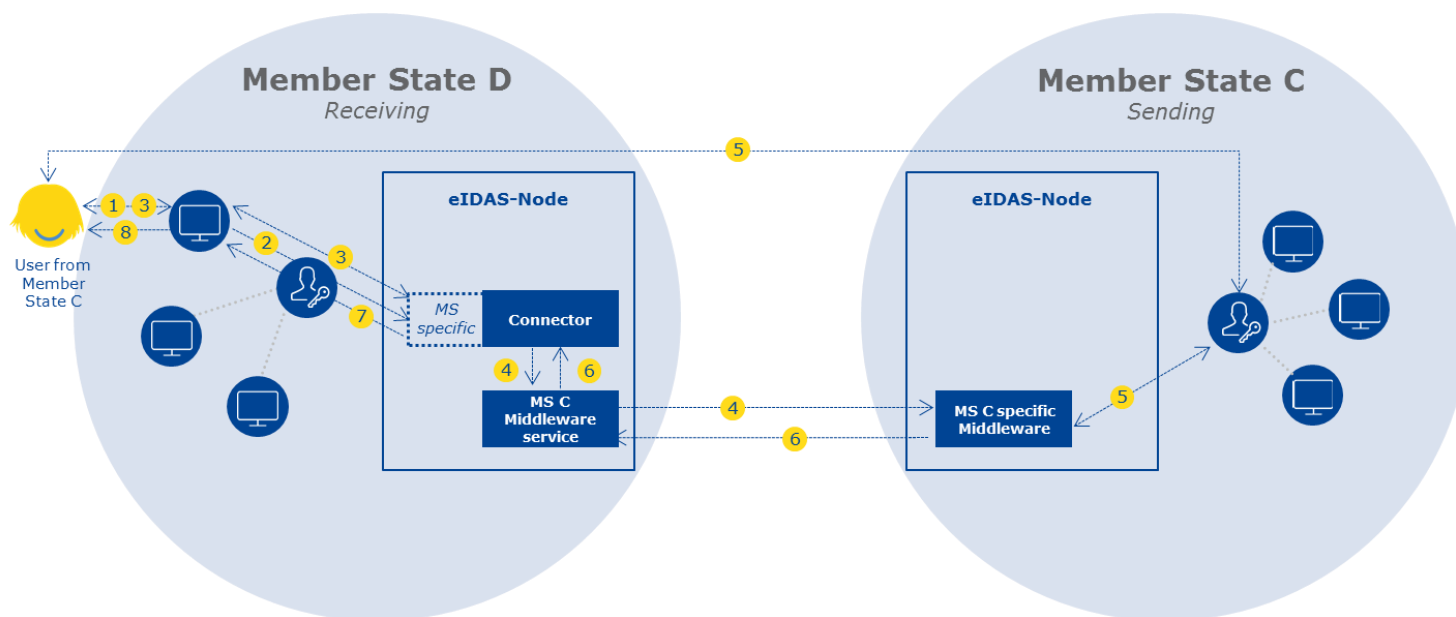 Member State D
Receiving
Member State C
Sending
5
1
3
8
User from
Member
State C
2
3
7
eIDAS-Node
MS
specific
Connector
4
6
MS C
Middleware
service
4
6
eIDAS-Node
MS C specific
Middleware
5